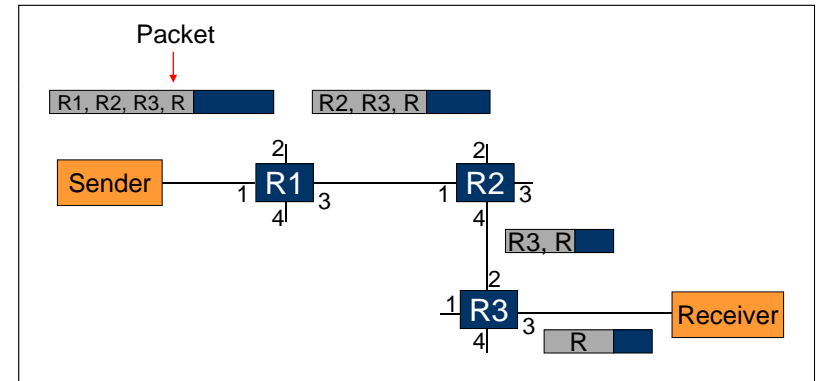 Packet
R1, R2, R3, R
R2, R3, R
2
2
Sender
1
R1
3
1
R2
3
4
4
R3, R
2
1
R3
3
Receiver
4
R